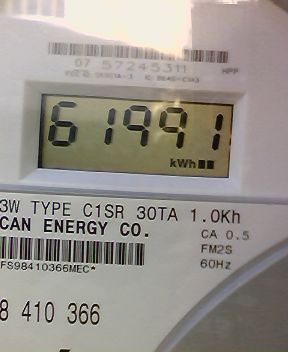 07 57245311 HPP
61991
kWh
3W TYPE C1SR 30TA 1.0Kh
CAN ENERGY CO. CA 0.5
FM2S
FS98410366MEC* 60Hz
8 410 366